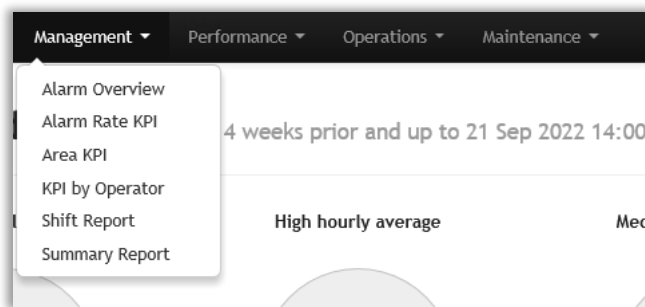 Management Performance Operations Maintenance
Alarm Overview
Alarm Rate KPI
4 weeks prior and up to 21 Sep 2022 14:00
Area KPI
KPI by Operator
Shift Report
High hourly average
Summary Report